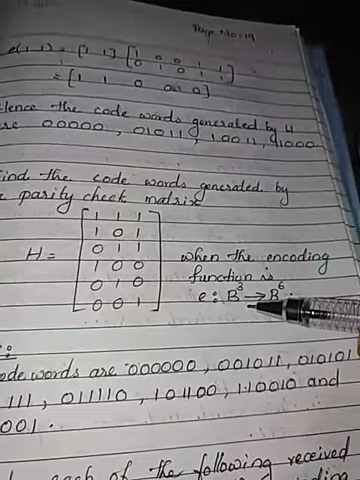 Page No-19
e(1,1) = [1 1] [1 0 0 1 1
0 1 0 1 1]
= [1 1 0 0 0]
Hence the code words generated by H
are 00000, 01011, 10011, 11000
Find the code words generated by
parity check matrix
H = [1 1 1
1 0 1
0 1 1
1 0 0
0 1 0
0 0 1]
when the encoding
function is
e: B³ → B⁶
code words are 000000, 001011, 010101
111, 011110, 101100, 110010 and
001.
each of the following received